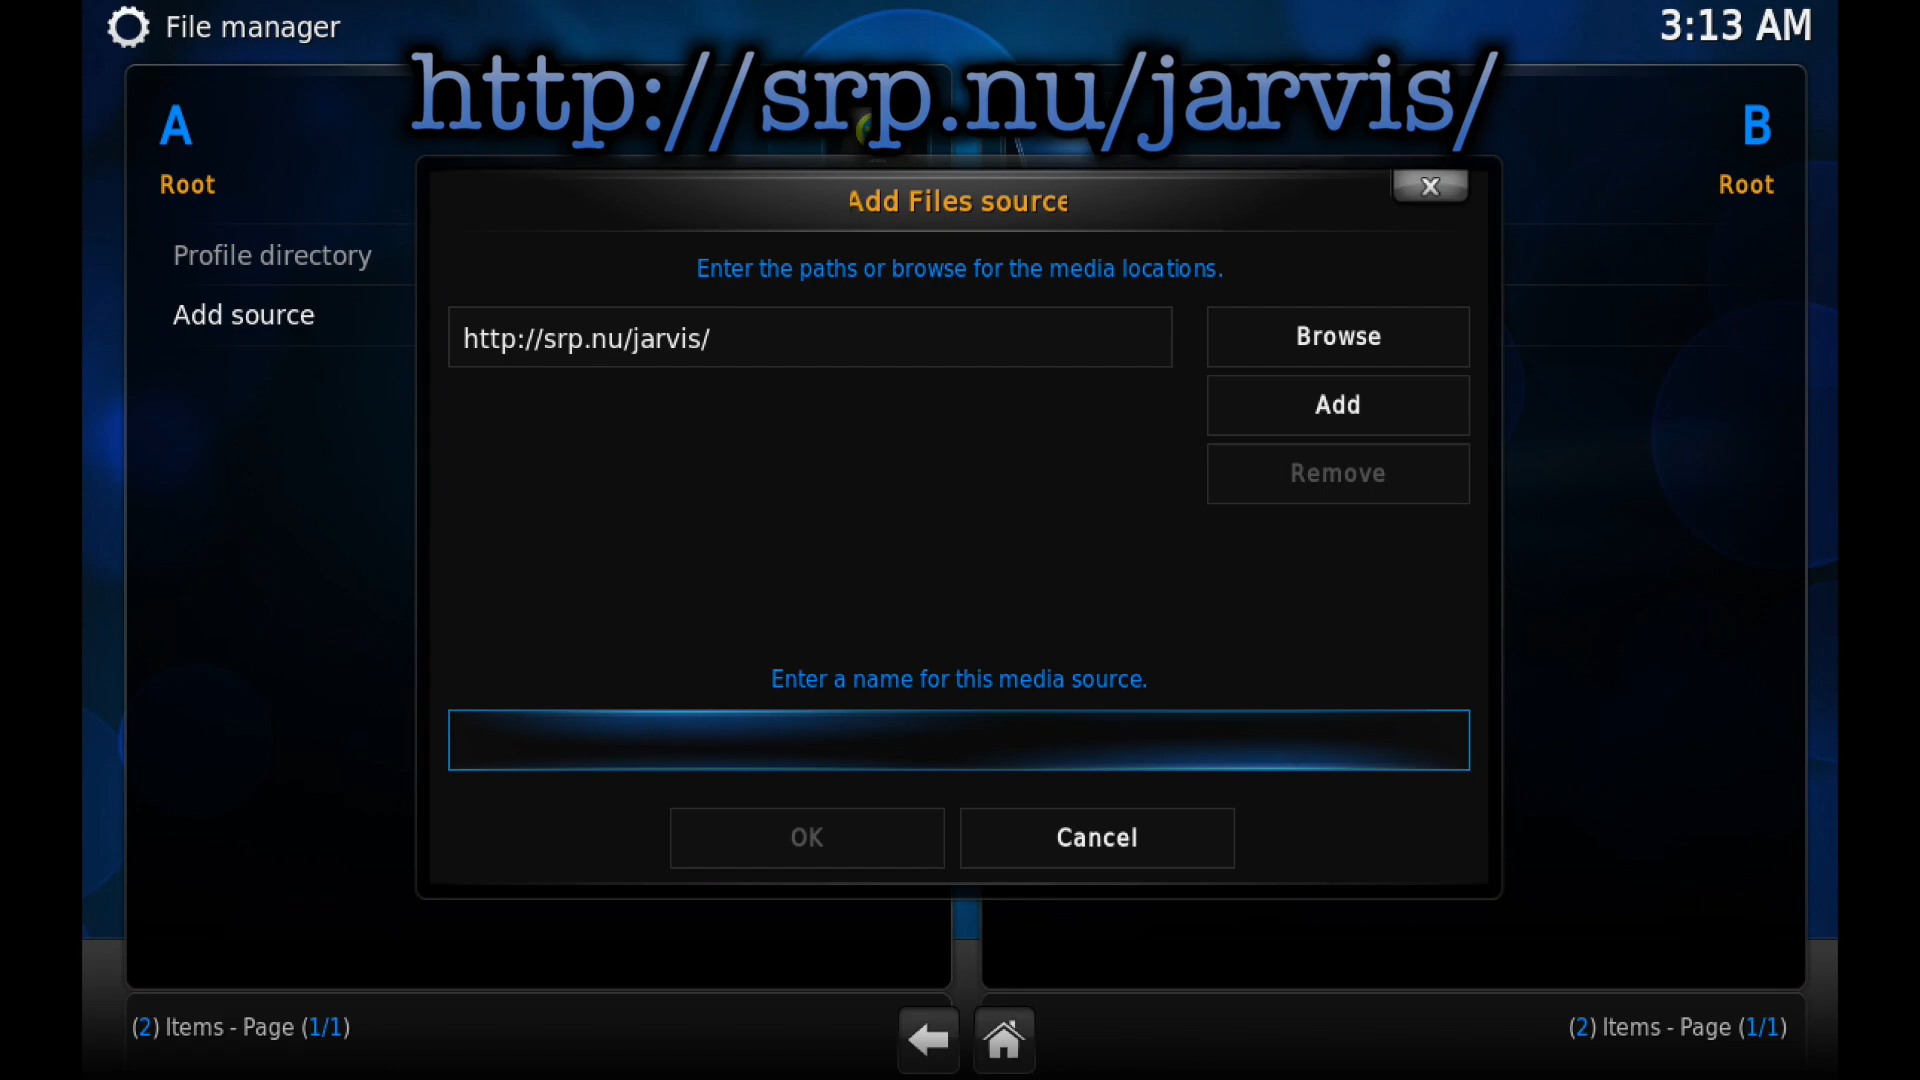 File manager
3:13 AM
http://srp.nu/jarvis/
A
B
Root
Root
Add Files source
X
Profile directory
Enter the paths or browse for the media locations.
Add source
http://srp.nu/jarvis/
Browse
Add
Remove
Enter a name for this media source.
OK
Cancel
(2) Items - Page (1/1)
(2) Items - Page (1/1)